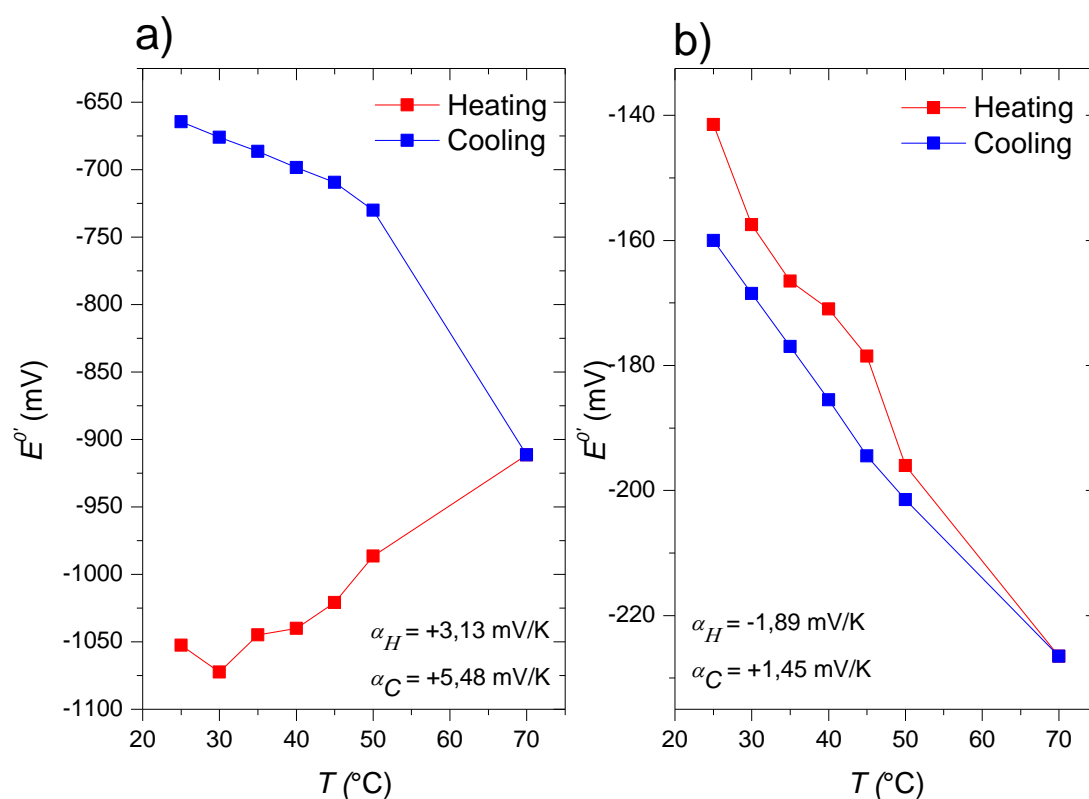 a)
Heating
Cooling
-650
-700
-750
-800
-850
-900
-950
-1000
-1050
-1100
E0' (mV)
αH = +3,13 mV/K
αC = +5,48 mV/K
20 30 40 50 60 70
T (°C)
b)
Heating
Cooling
-140
-160
-180
-200
-220
E0' (mV)
αH = -1,89 mV/K
αC = +1,45 mV/K
20 30 40 50 60 70
T (°C)